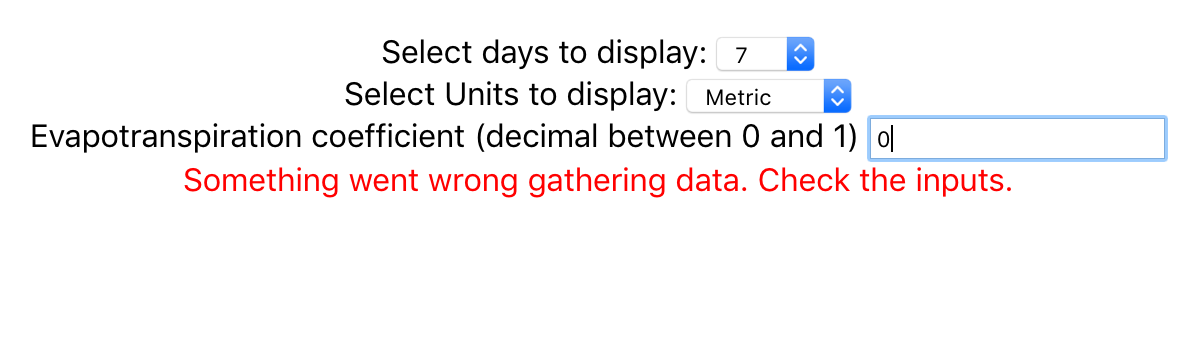 Select days to display: 7
Select Units to display: Metric
Evapotranspiration coefficient (decimal between 0 and 1) 0
Something went wrong gathering data. Check the inputs.